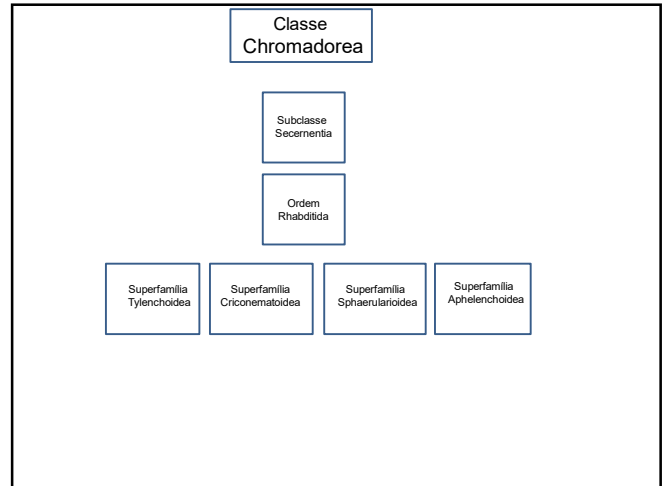 Classe
Chromadorea
Subclasse
Secernentia
Ordem
Rhabditida
Superfamília
Tylenchoidea
Superfamília
Criconematoidea
Superfamília
Sphaerularioidea
Superfamília
Aphelenchoidea